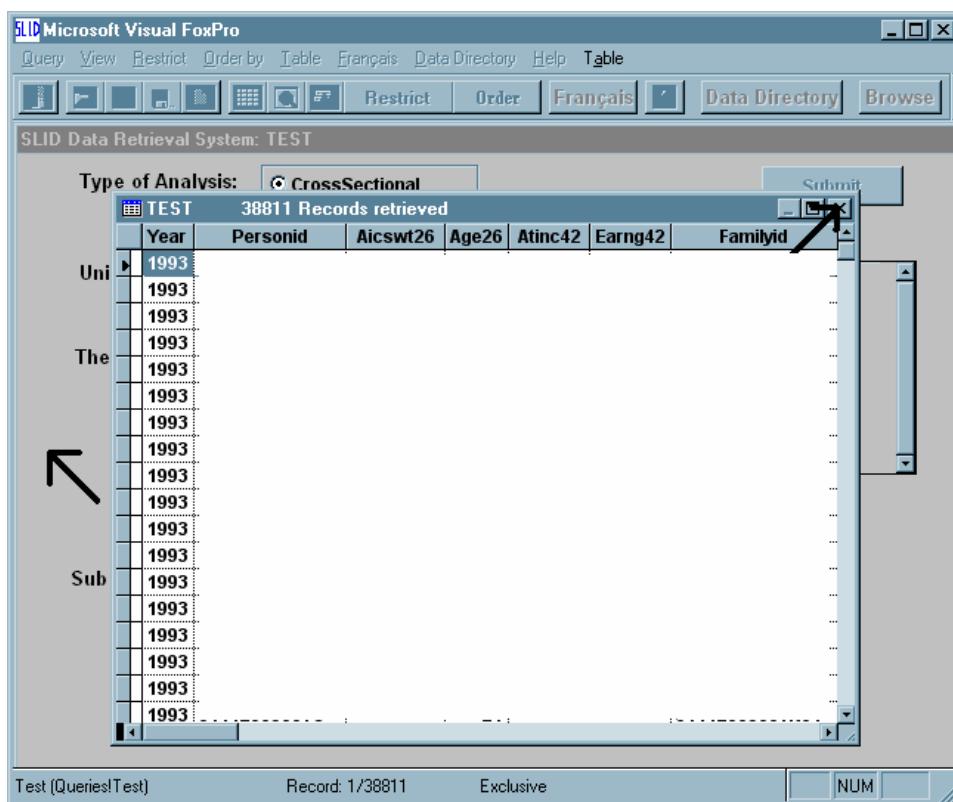 SLID Microsoft Visual FoxPro
Query View Restrict Order by Table Français Data Directory Help Table
Restrict Order Français Data Directory Browse
SLID Data Retrieval System: TEST
Type of Analysis: CrossSectional Submit
TEST 38811 Records retrieved
Year Personid Aicswt26 Age26 Atinc42 Earng42 Familyid
Uni 1993
1993
1993
The 1993
1993
1993
1993
1993
1993
1993
1993
1993
Sub 1993
1993
1993
1993
1993
1993
Test (Queries!Test) Record: 1/38811 Exclusive NUM